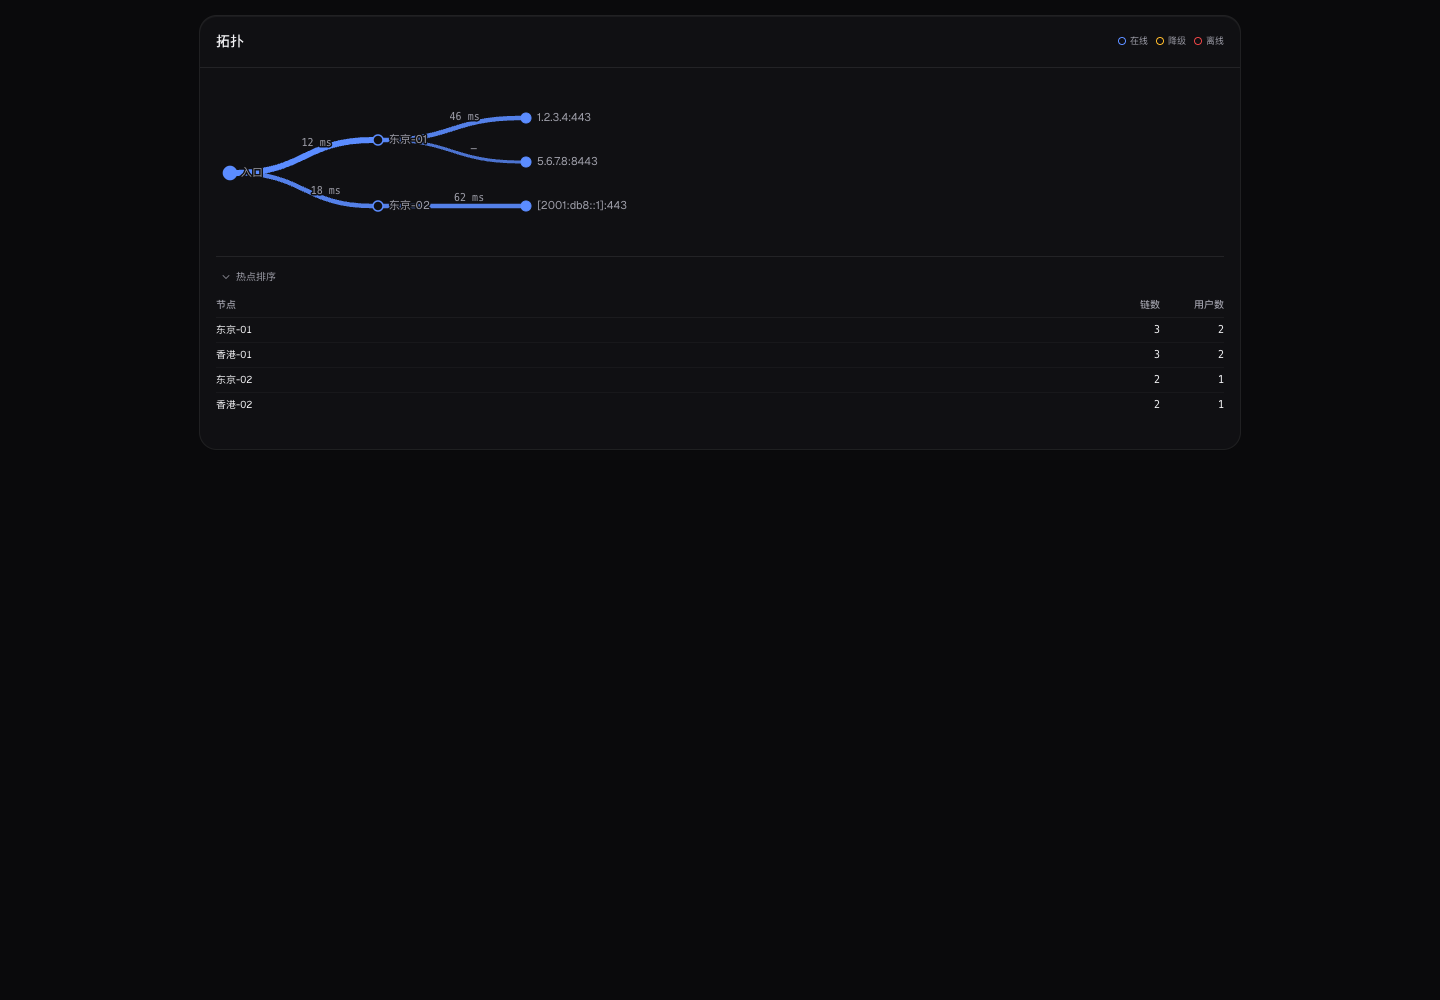 拓扑
在线 降级 离线
46 ms
1.2.3.4:443
12 ms
东京-01
–
5.6.7.8:8443
入口
18 ms
东京-02
62 ms
[2001:db8::1]:443
热点排序
节点 链数 用户数
东京-01 3 2
香港-01 3 2
东京-02 2 1
香港-02 2 1